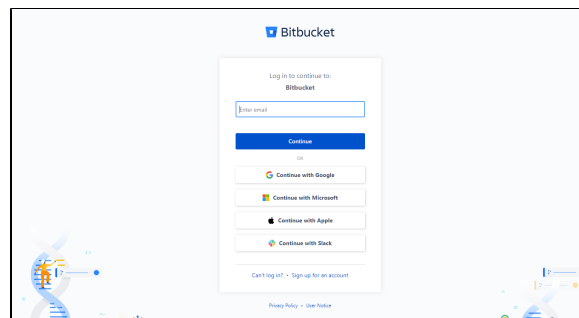 Bitbucket
Log in to continue to:
Bitbucket
Enter email
Continue
OR
Continue with Google
Continue with Microsoft
Continue with Apple
Continue with Slack
Can't log in? • Sign up for an account
Privacy Policy • User Notice